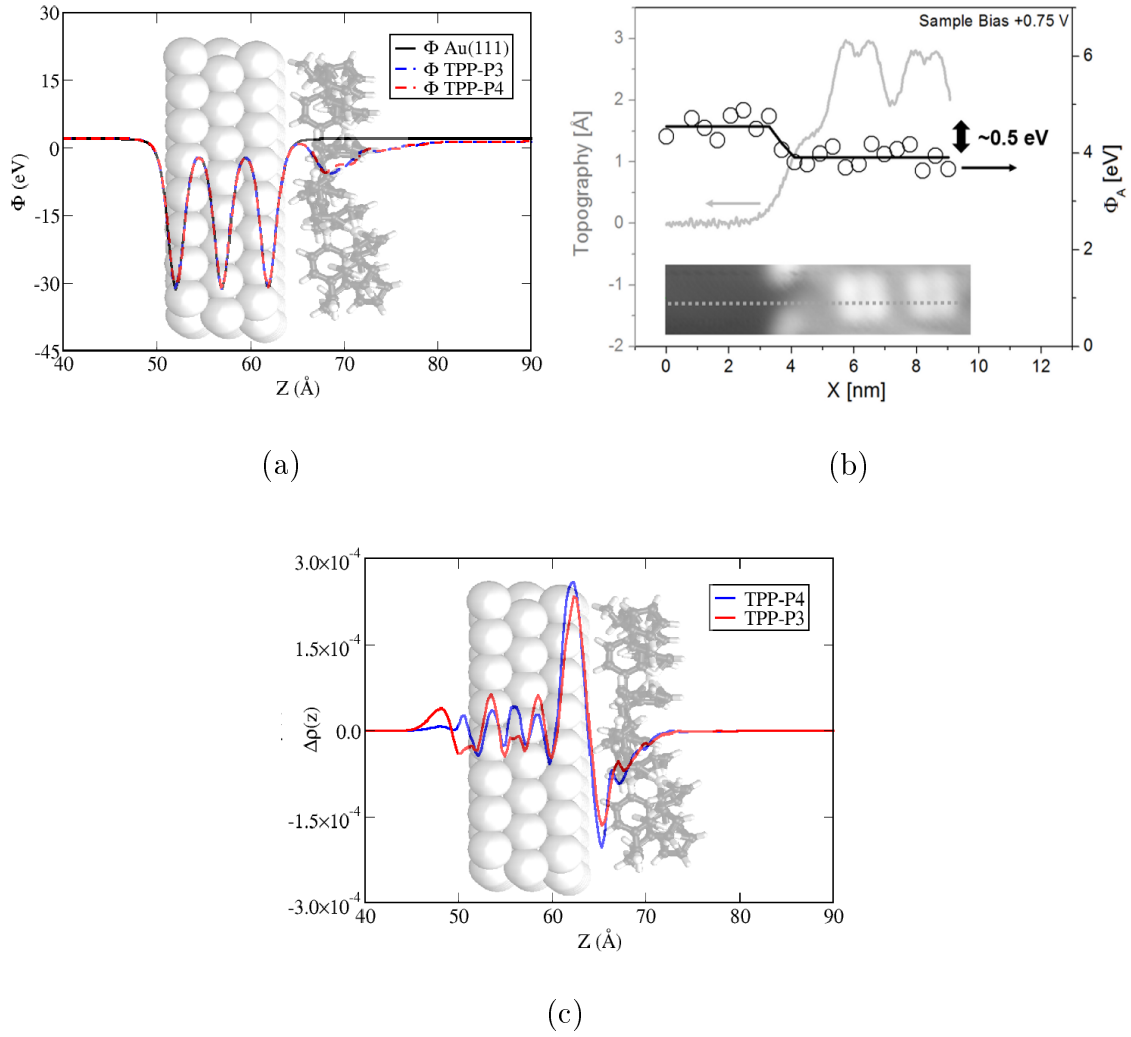 30
15
0
-15
-30
-45
Φ (eV)
Φ Au(111)
Φ TPP-P3
Φ TPP-P4
40 50 60 70 80 90
Z (Å)
(a)
Sample Bias +0.75 V
3
2
1
0
-1
-2
Topography [Å]
~0.5 eV
6
4
2
0
Φ_A [eV]
0 2 4 6 8 10 12
X [nm]
(b)
3.0×10⁻⁴
1.5×10⁻⁴
0.0
-1.5×10⁻⁴
-3.0×10⁻⁴
Δρ(z)
TPP-P4
TPP-P3
40 50 60 70 80 90
Z (Å)
(c)